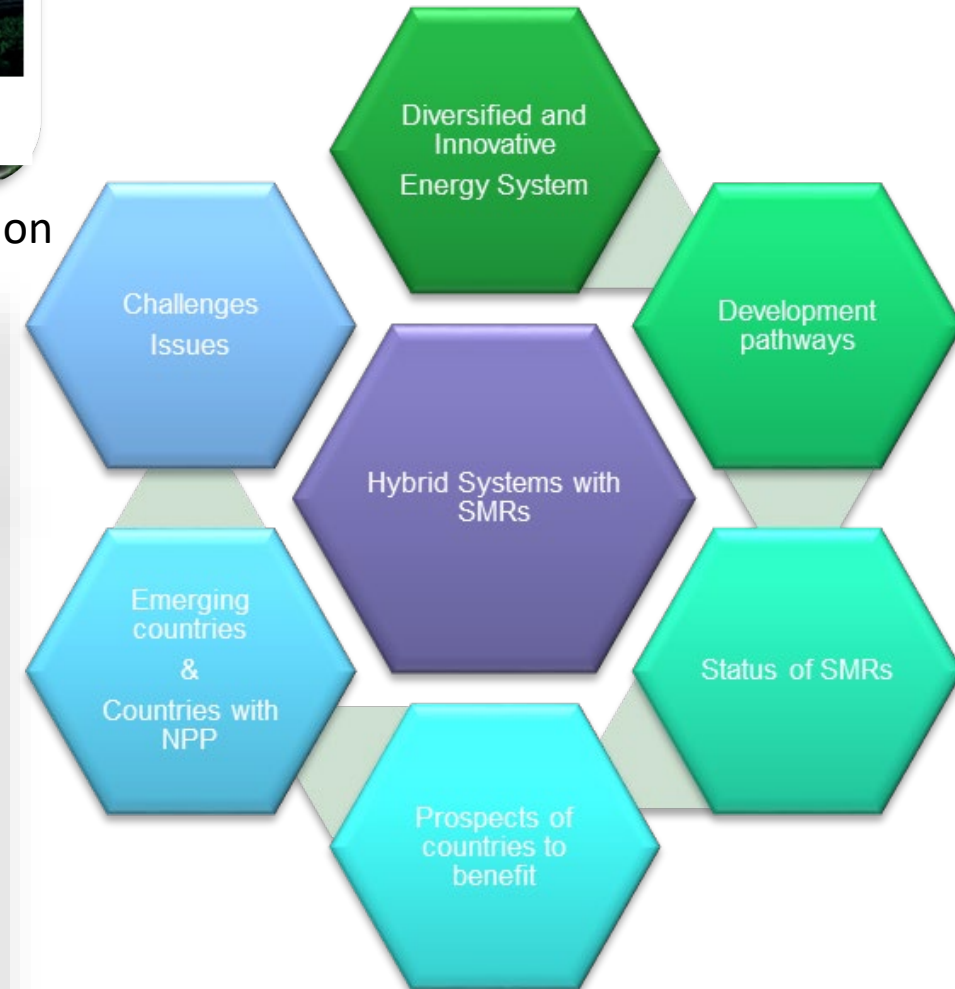 on
Diversified and
Innovative
Energy System
Challenges
Issues
Development
pathways
Hybrid Systems with
SMRs
Emerging
countries
&
Countries with
NPP
Status of SMRs
Prospects of
countries to
benefit